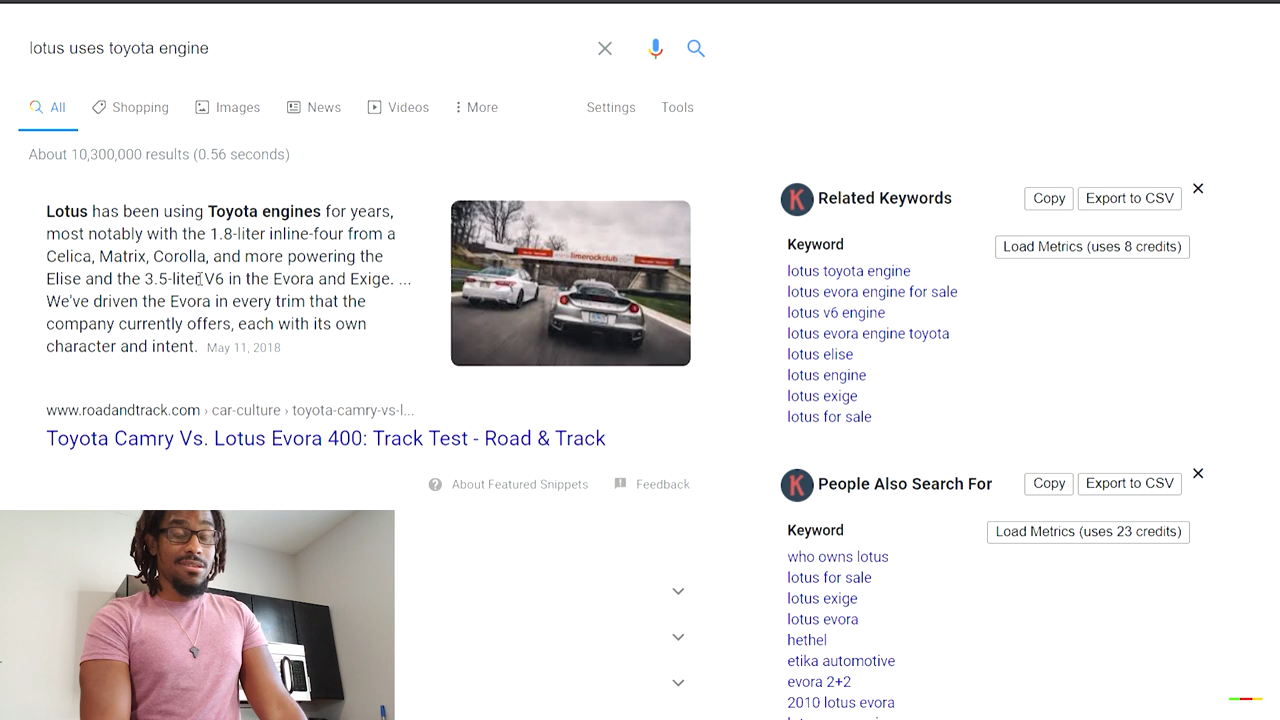 lotus uses toyota engine
All
Shopping
Images
News
Videos
More
Settings
Tools
About 10,300,000 results (0.56 seconds)
Lotus has been using Toyota engines for years,
most notably with the 1.8-liter inline-four from a
Celica, Matrix, Corolla, and more powering the
Elise and the 3.5-liter V6 in the Evora and Exige. ...
We've driven the Evora in every trim that the
company currently offers, each with its own
character and intent. May 11, 2018
limerockclub
www.roadandtrack.com › car-culture › toyota-camry-vs-l...
Toyota Camry Vs. Lotus Evora 400: Track Test - Road & Track
About Featured Snippets
Feedback
K Related Keywords
Copy
Export to CSV
Keyword
Load Metrics (uses 8 credits)
lotus toyota engine
lotus evora engine for sale
lotus v6 engine
lotus evora engine toyota
lotus elise
lotus engine
lotus exige
lotus for sale
K People Also Search For
Copy
Export to CSV
Keyword
Load Metrics (uses 23 credits)
who owns lotus
lotus for sale
lotus exige
lotus evora
hethel
etika automotive
evora 2+2
2010 lotus evora